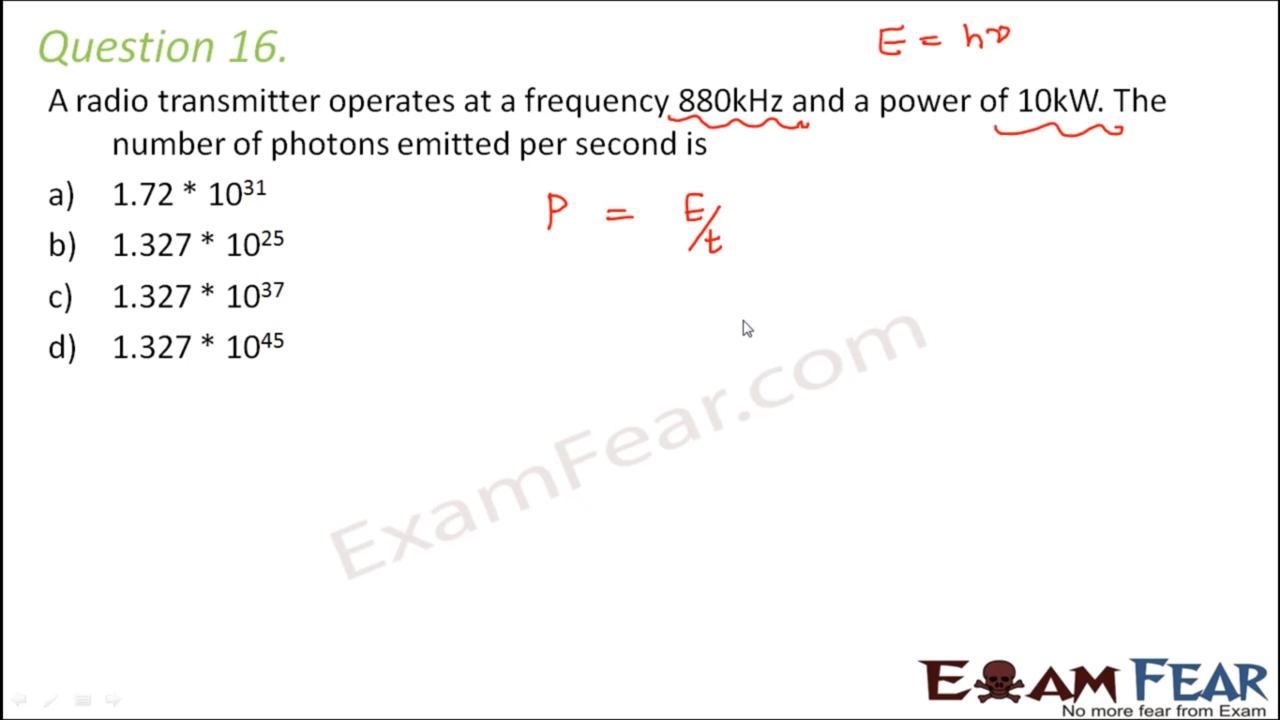 Question 16.
E = hν
A radio transmitter operates at a frequency 880kHz and a power of 10kW. The
number of photons emitted per second is
a) 1.72 * 10³¹
b) 1.327 * 10²⁵
c) 1.327 * 10³⁷
d) 1.327 * 10⁴⁵
P = E/t
ExamFear.com
EXAM FEAR
No more fear from Exam